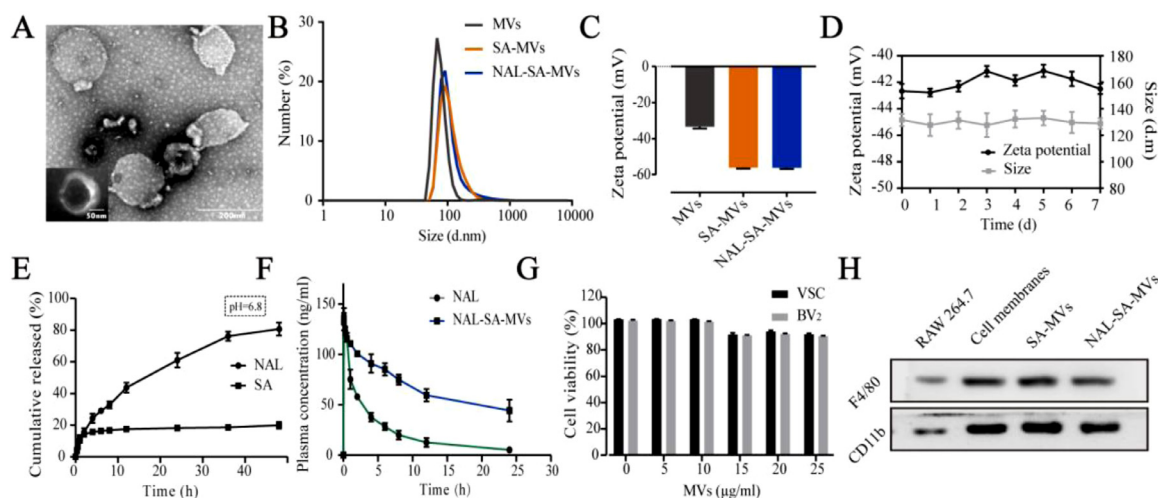 A
50nm
200nm
B
Number (%)
30
20
10
0
1
10
100
1000
10000
Size (d.nm)
MVs
SA-MVs
NAL-SA-MVs
C
Zeta potential (mV)
0
-20
-40
-60
MVs
SA-MVs
NAL-SA-MVs
D
Zeta potential (mV)
-40
-42
-44
-46
-48
-50
180
160
140
120
100
80
Size (d.m)
Zeta potential
Size
0 1 2 3 4 5 6 7
Time (d)
E
Cumulative released (%)
100
80
60
40
20
0
pH=6.8
NAL
SA
0 20 40
Time (h)
F
Plasma concentration (ng/ml)
150
100
50
0
NAL
NAL-SA-MVs
0 5 10 15 20 25 30
Time (h)
G
Cell viability (%)
120
100
80
60
40
20
0
VSC
BV2
0 5 10 15 20 25
MVs (μg/ml)
H
RAW 264.7
Cell membranes
SA-MVs
NAL-SA-MVs
F4/80
CD11b